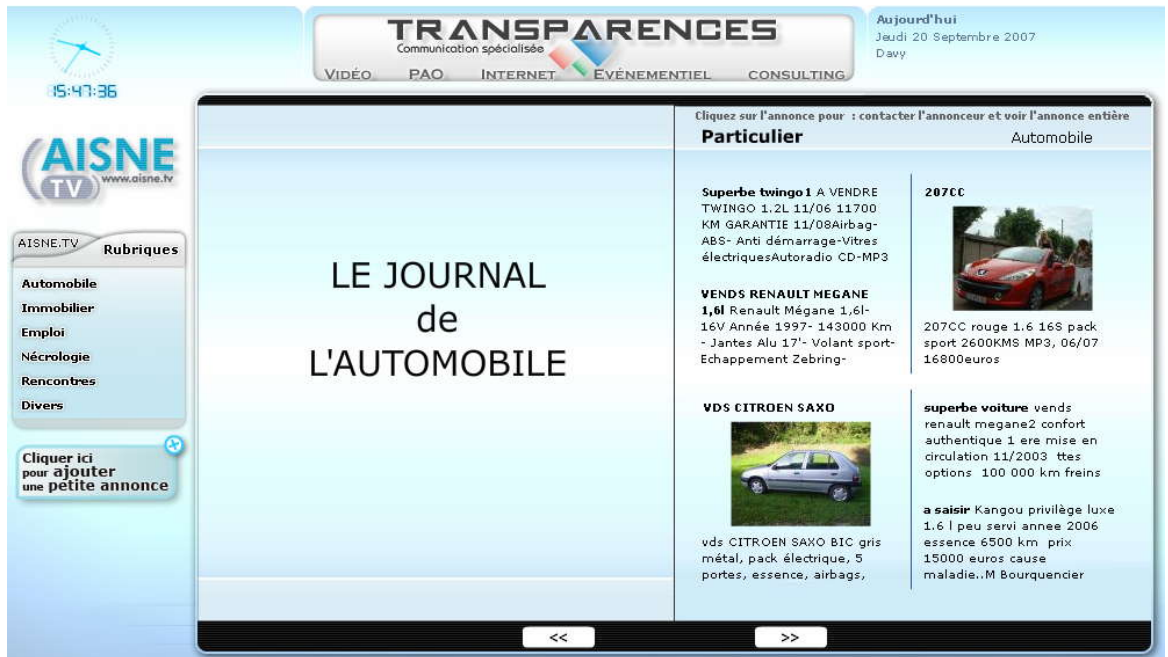 TRANSPARENCES
Communication spécialisée
VIDÉO PAO INTERNET EVÉNEMENTIEL CONSULTING
Aujourd'hui
Jeudi 20 Septembre 2007
Davy
15:47:36
AISNE
TV
www.aisne.tv
AISNE.TV
Rubriques
Automobile
Immobilier
Emploi
Nécrologie
Rencontres
Divers
Cliquer ici
pour ajouter
une petite annonce
LE JOURNAL
de
L'AUTOMOBILE
Cliquez sur l'annonce pour : contacter l'annonceur et voir l'annonce entière
Particulier
Automobile
Superbe twingo1 A VENDRE
TWINGO 1.2L 11/06 11700
KM GARANTIE 11/08Airbag-
ABS- Anti démarrage-Vitres
électriquesAutoradio CD-MP3
VENDS RENAULT MEGANE
1,6l Renault Mégane 1,6l-
16V Année 1997- 143000 Km
- Jantes Alu 17'- Volant sport-
Echappement Zebring-
207CC
207CC rouge 1.6 16S pack
sport 2600KMS MP3, 06/07
16800euros
VDS CITROEN SAXO
vds CITROEN SAXO BIC gris
métal, pack électrique, 5
portes, essence, airbags,
superbe voiture vends
renault megane2 confort
authentique 1 ere mise en
circulation 11/2003 ttes
options 100 000 km freins
a saisir Kangou privilège luxe
1.6 l peu servi annee 2006
essence 6500 km prix
15000 euros cause
maladie..M Bourquencier
<< >>